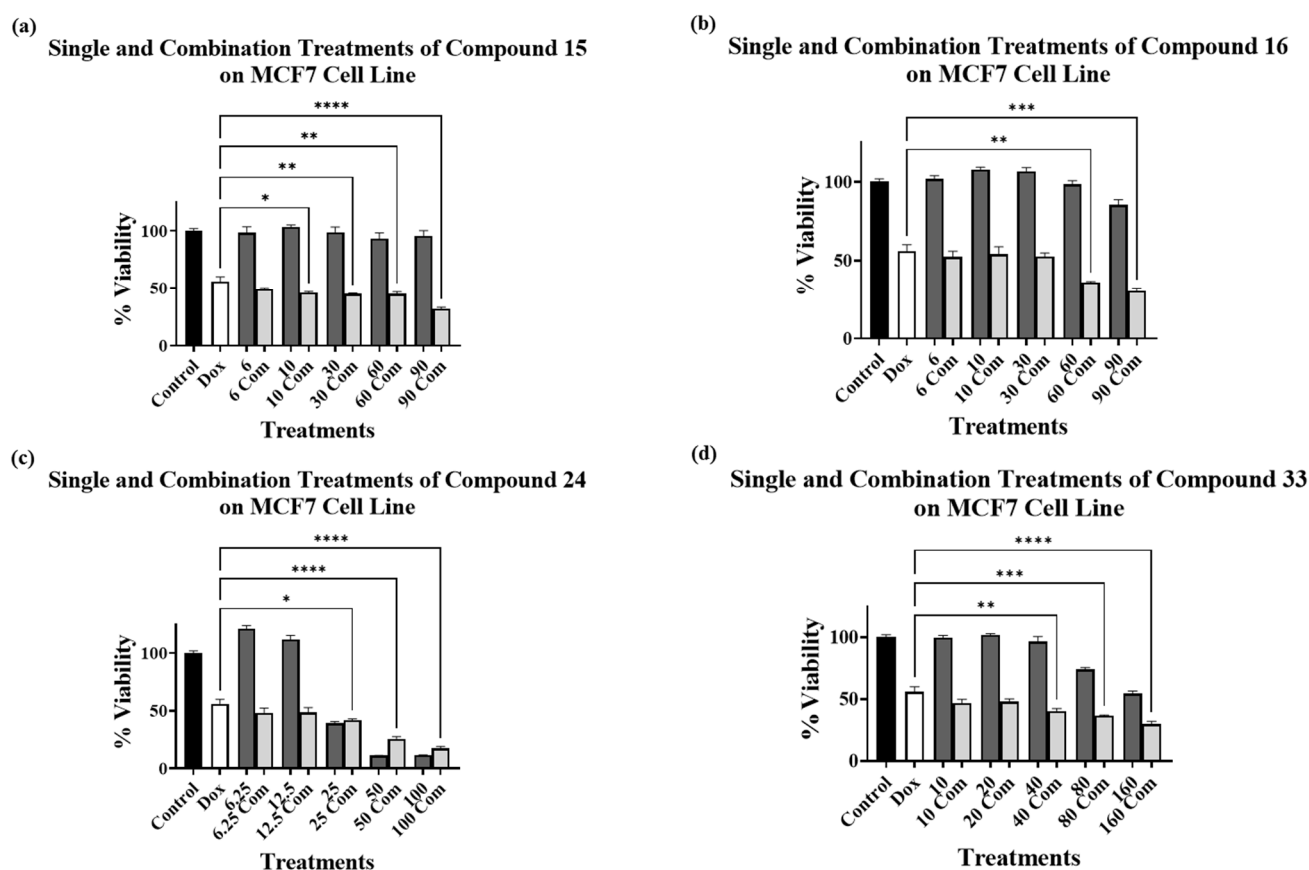 (a)
Single and Combination Treatments of Compound 15
on MCF7 Cell Line
****
**
**
*
% Viability
100
50
0
Control
Dox
6
6 Com
10
10 Com
30
30 Com
60
60 Com
90
90 Com
Treatments
(b)
Single and Combination Treatments of Compound 16
on MCF7 Cell Line
***
**
% Viability
100
50
0
Control
Dox
6
6 Com
10
10 Com
30
30 Com
60
60 Com
90
90 Com
Treatments
(c)
Single and Combination Treatments of Compound 24
on MCF7 Cell Line
****
****
*
% Viability
100
50
0
Control
Dox
6.25
6.25 Com
12.5
12.5 Com
25
25 Com
50
50 Com
100
100 Com
Treatments
(d)
Single and Combination Treatments of Compound 33
on MCF7 Cell Line
****
***
**
% Viability
100
50
0
Control
Dox
10
10 Com
20
20 Com
40
40 Com
80
80 Com
160
160 Com
Treatments